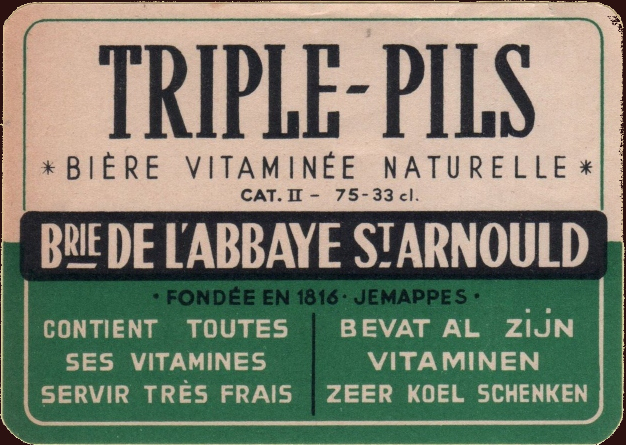 TRIPLE-PILS
* BIÈRE VITAMINÉE NATURELLE *
CAT. II - 75-33 cl.
BRIE DE L'ABBAYE ST ARNOULD
· FONDÉE EN 1816 · JEMAPPES ·
CONTIENT TOUTES
SES VITAMINES
SERVIR TRÈS FRAIS
BEVAT AL ZijN
VITAMINEN
ZEER KOEL SCHENKEN